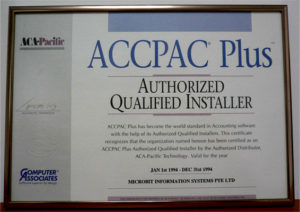 ACA-Pacific
ACCPAC® Plus™
AUTHORIZED
QUALIFIED INSTALLER
ACCPAC Plus has become the world standard in Accounting software
with the help of its Authorized Qualified Installers. This certificate
recognizes that the organization named hereon has been certified as an
ACCPAC Plus Authorized Qualified Installer by the Authorized Distributor,
ACA-Pacific Technology. Valid for the year
JAN 1st 1994 - DEC 31st 1994
MICROBIT INFORMATION SYSTEMS PTE LTD
COMPUTER
ASSOCIATES